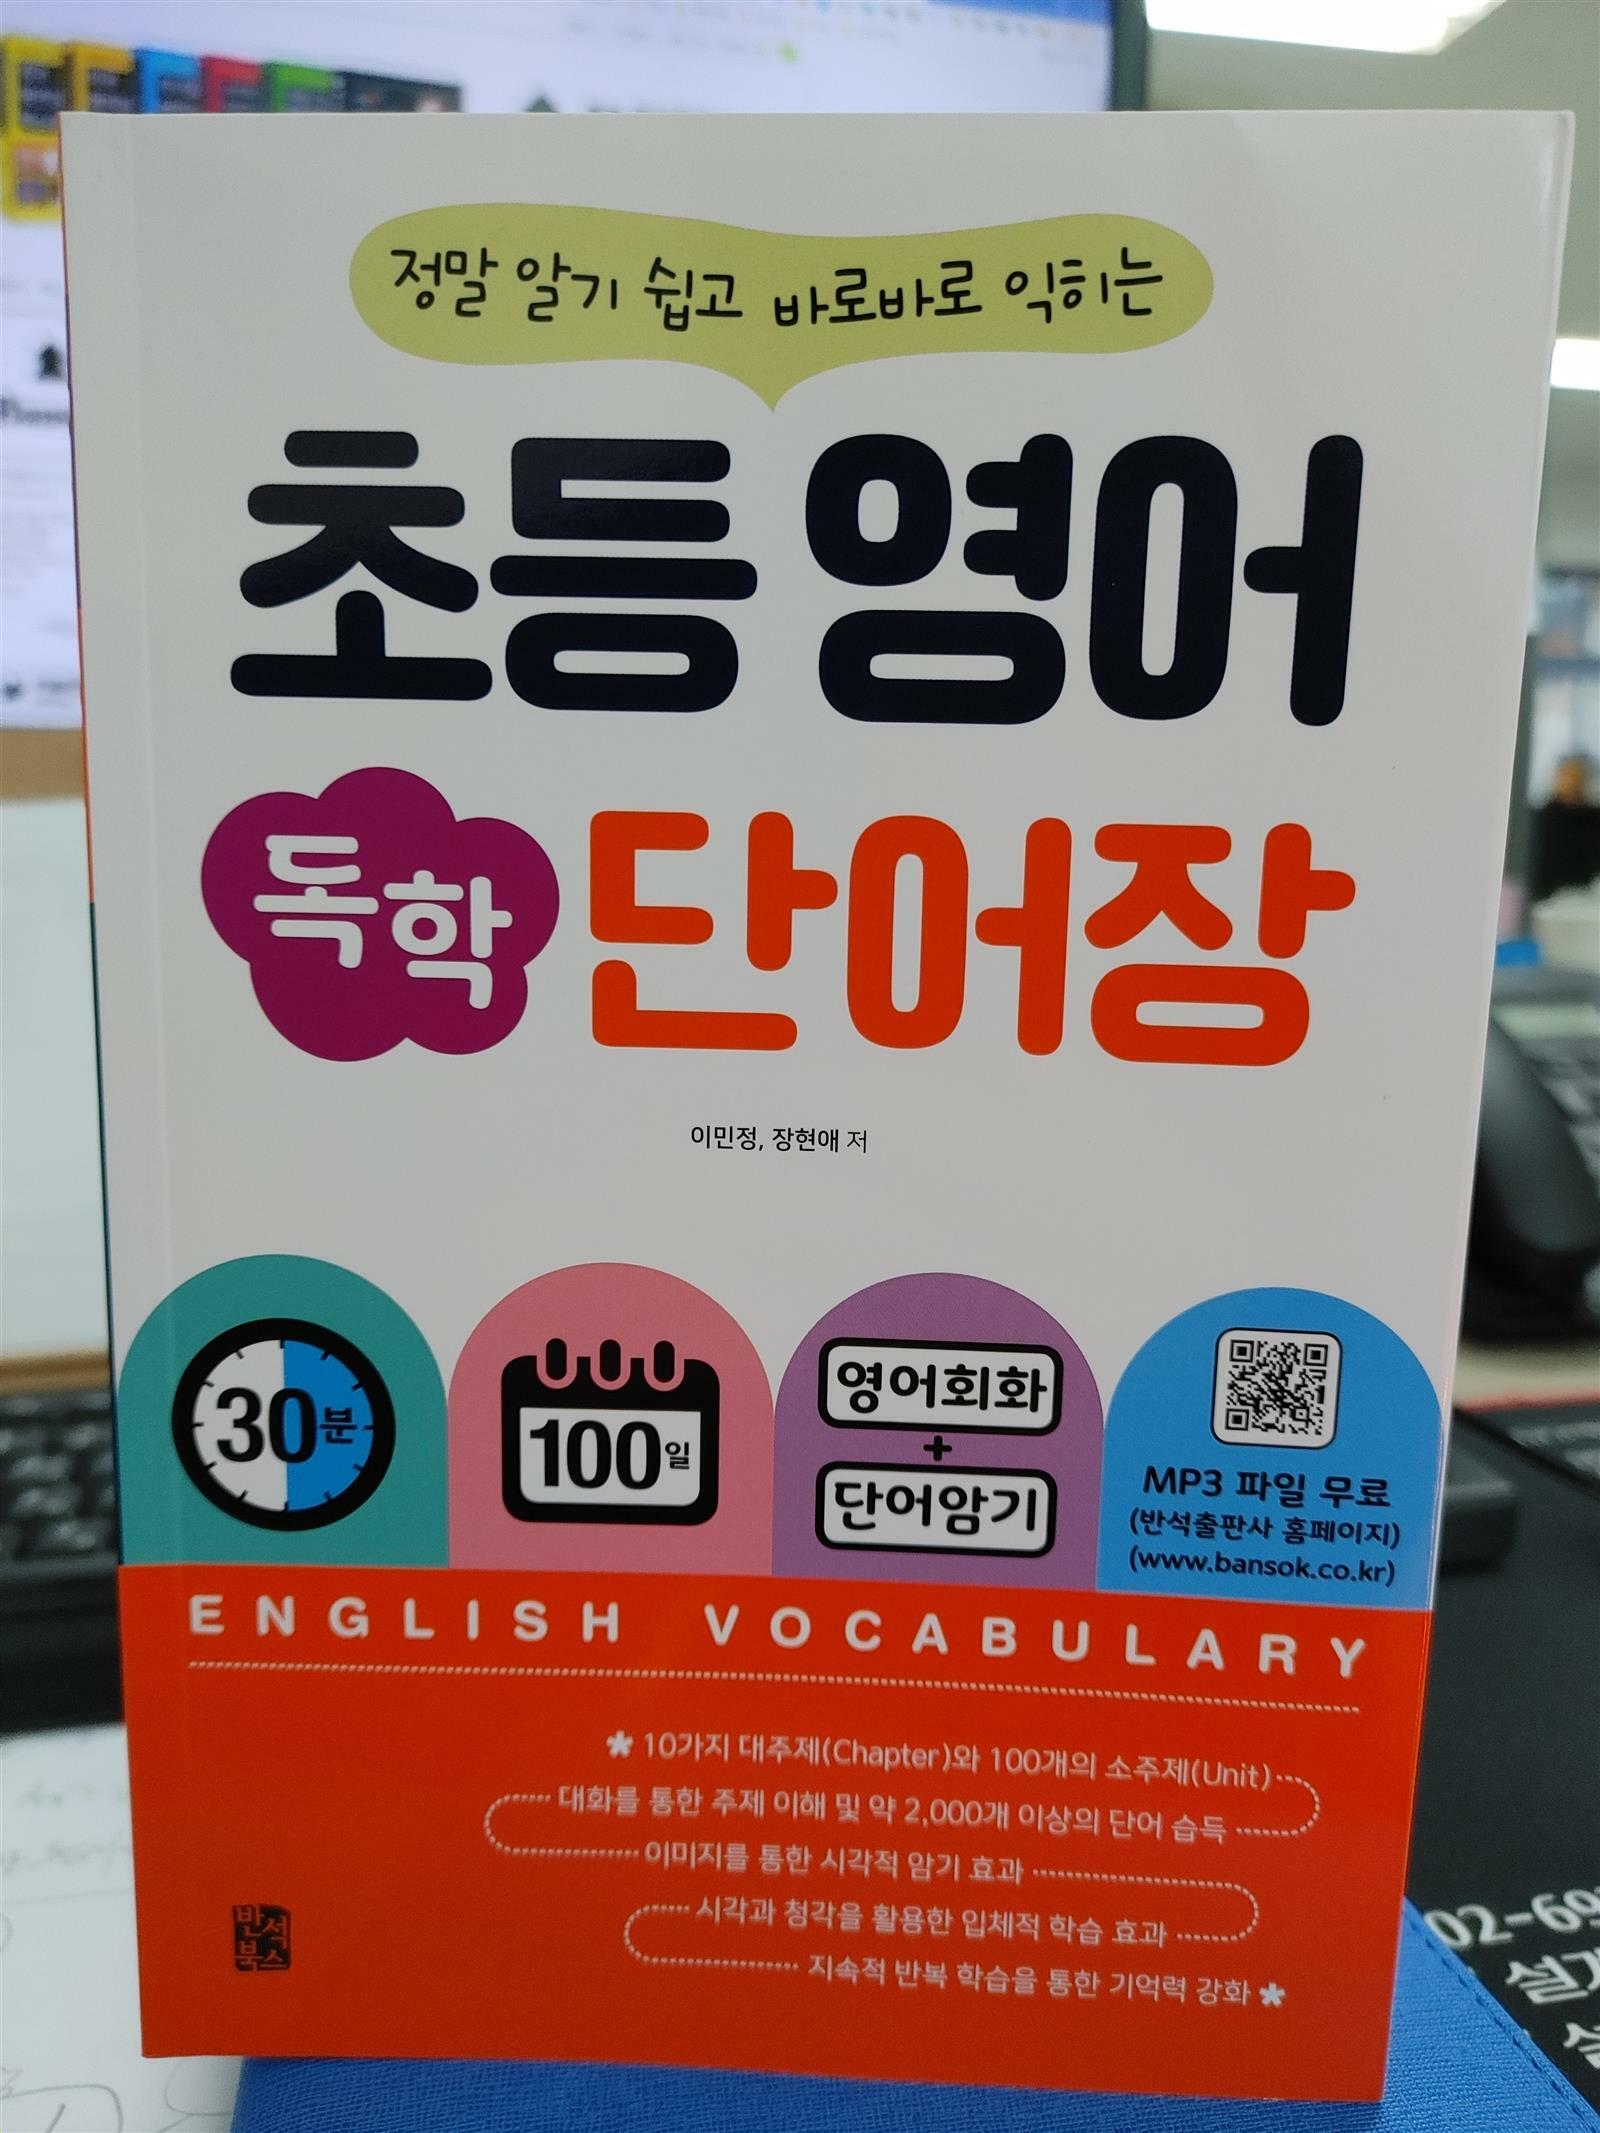 정말 알기 쉽고 바로바로 익히는
초등 영어
독학 단어장
이민정, 장현애 저
30분
100일
영어회화
+
단어암기
MP3 파일 무료
(반석출판사 홈페이지)
(www.bansok.co.kr)
ENGLISH VOCABULARY
* 10가지 대주제(Chapter)와 100개의 소주제(Unit)
대화를 통한 주제 이해 및 약 2,000개 이상의 단어 습득
이미지를 통한 시각적 암기 효과
시각과 청각을 활용한 입체적 학습 효과
지속적 반복 학습을 통한 기억력 강화 *
반석
북스
02-69